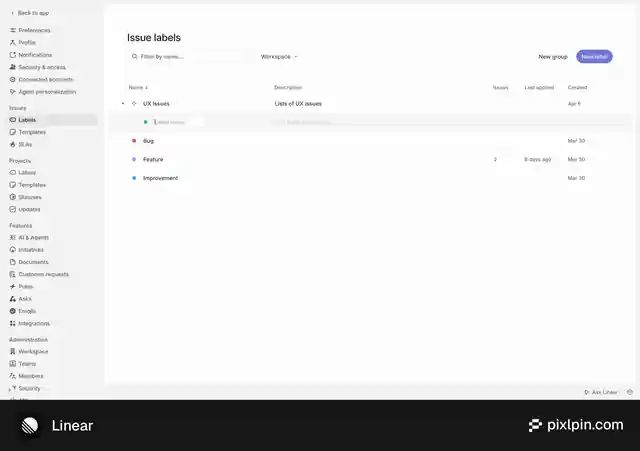 Back to app
Preferences
Profile
Notifications
Security & access
Connected accounts
Agent personalization
Issues
Labels
Templates
SLAs
Projects
Labels
Templates
Statuses
Updates
Features
AI & Agents
Initiatives
Documents
Customer requests
Pulse
Asks
Emojis
Integrations
Administration
Workspace
Teams
Members
Security
Issue labels
Filter by name...
Workspace
New group
New label
Name ↓
Description
Issues
Last applied
Created
UX Issues
Lists of UX issues
Apr 6
Label name
Bug
Mar 30
Feature
2
6 days ago
Mar 30
Improvement
Mar 30
Ask Linear
Linear
pixlpin.com